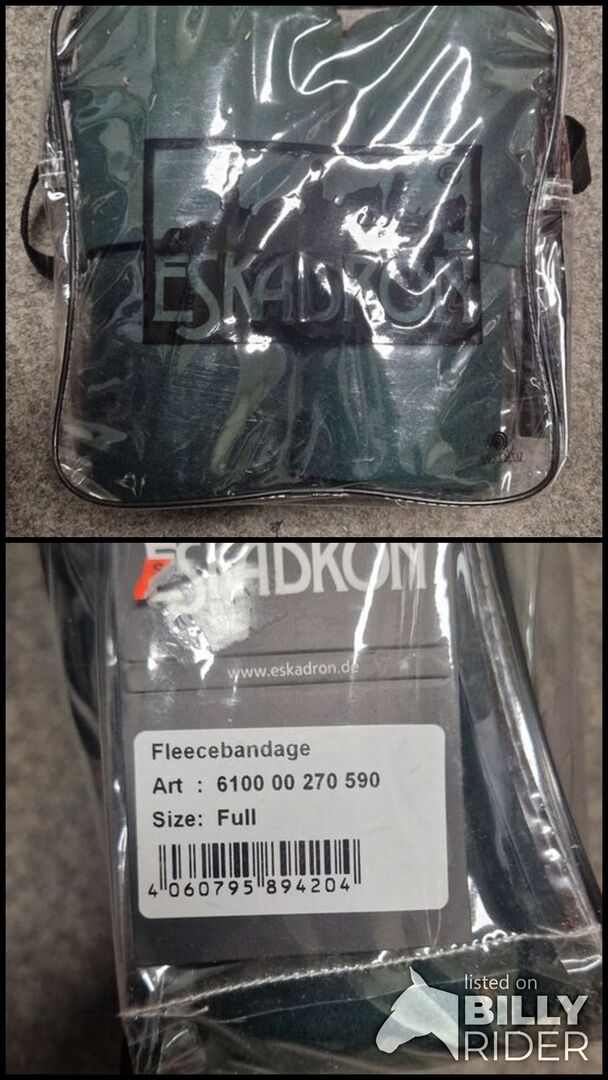 ESKADRON
ESKADRON
www.eskadron.de
Fleecebandage
Art : 6100 00 270 590
Size: Full
4 060795 894204
listed on
BILLY
RIDER